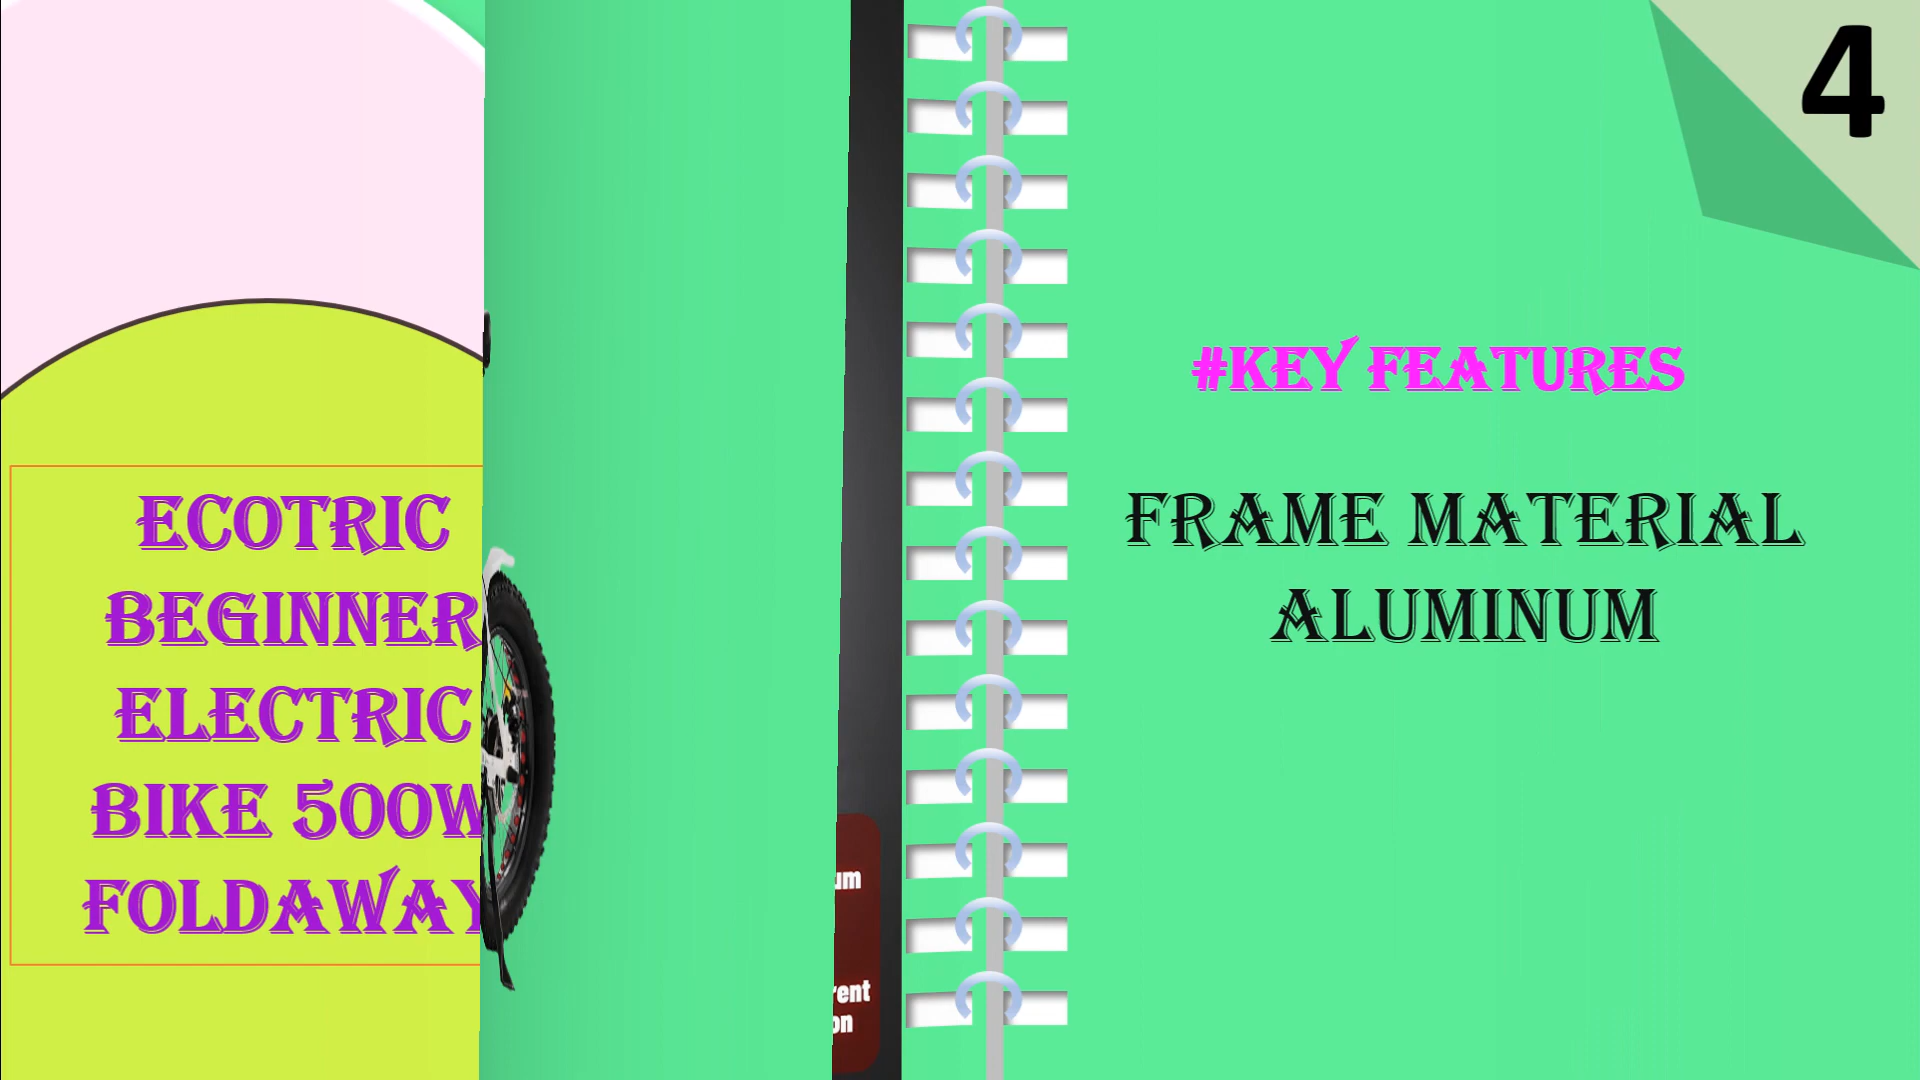 ECOTRIC
BEGINNER
ELECTRIC
BIKE 500W
FOLDAWAY
4
#KEY FEATURES
FRAME MATERIAL
ALUMINUM